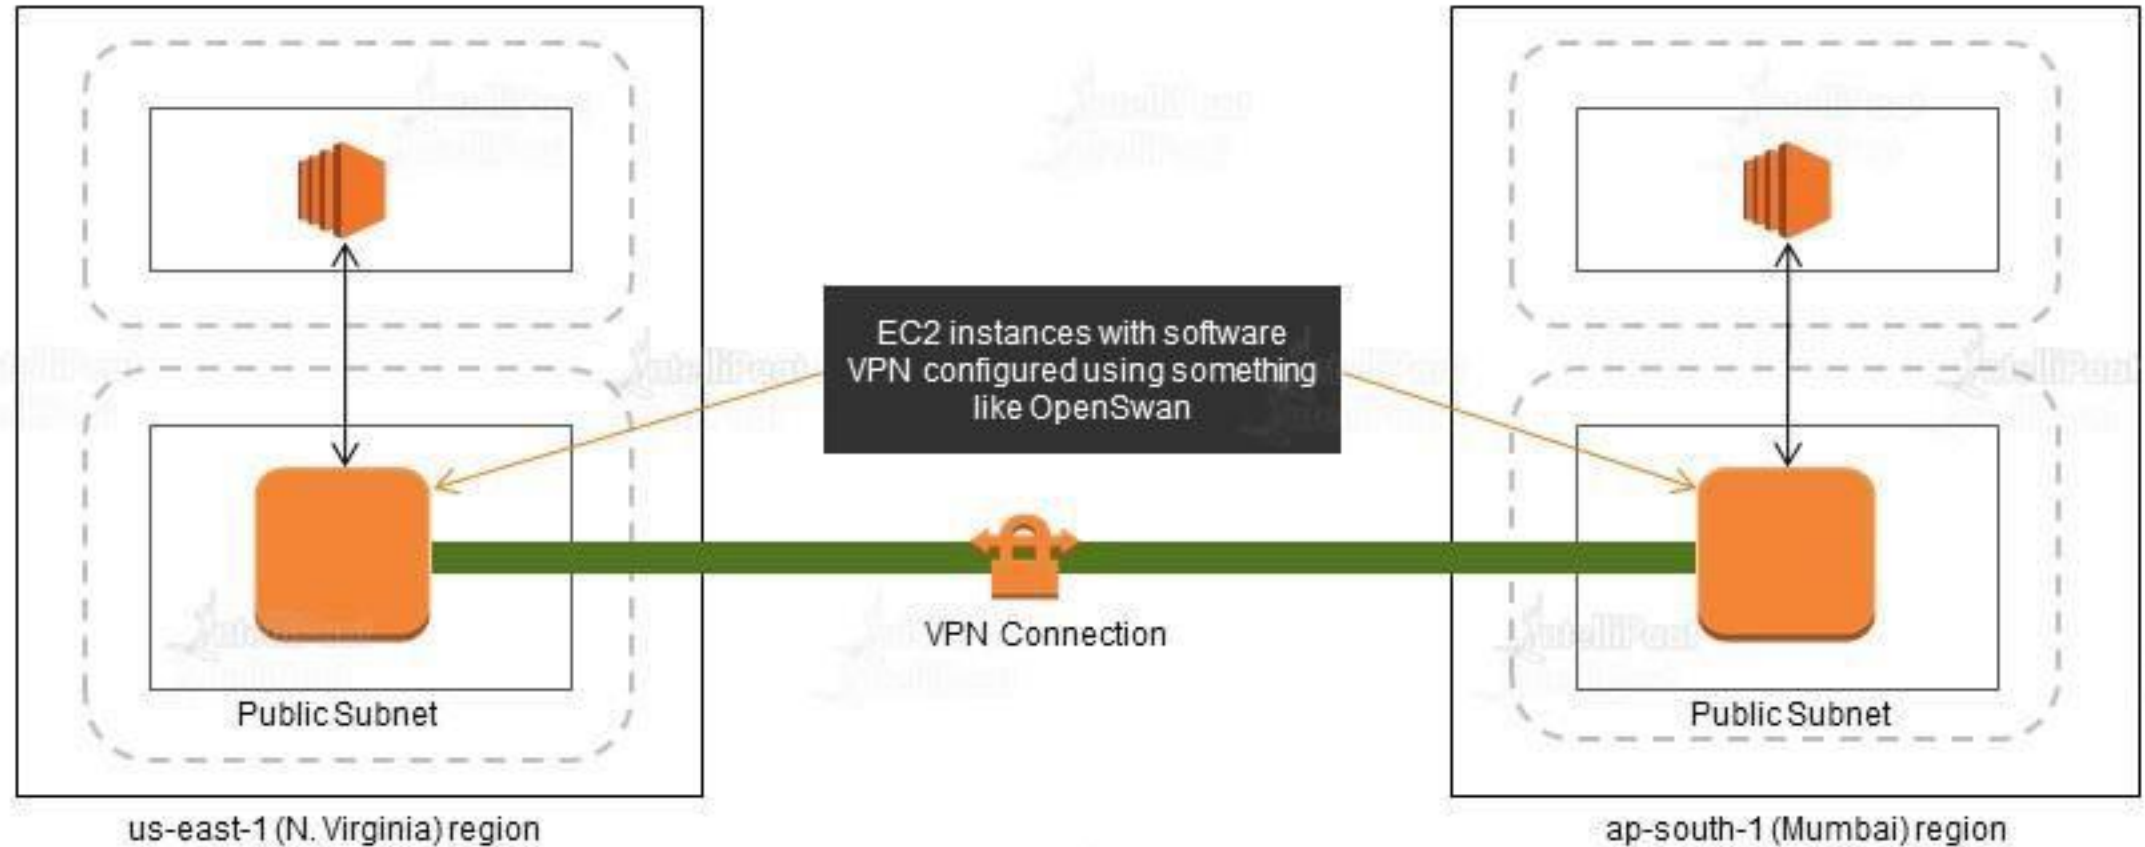 EC2 instances with software
VPN configured using something
like OpenSwan
VPN Connection
Public Subnet
Public Subnet
us-east-1 (N. Virginia) region
ap-south-1 (Mumbai) region